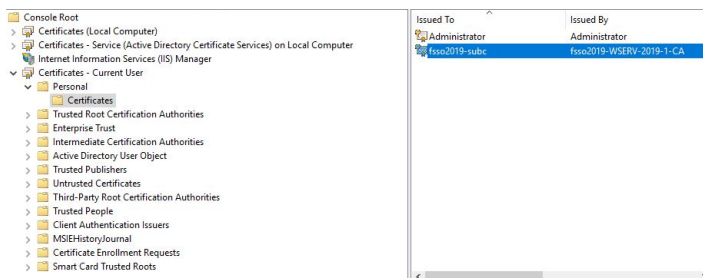 Console Root
Certificates (Local Computer)
Certificates - Service (Active Directory Certificate Services) on Local Computer
Internet Information Services (IIS) Manager
Certificates - Current User
Personal
Certificates
Trusted Root Certification Authorities
Enterprise Trust
Intermediate Certification Authorities
Active Directory User Object
Trusted Publishers
Untrusted Certificates
Third-Party Root Certification Authorities
Trusted People
Client Authentication Issuers
MSIEHistoryJournal
Certificate Enrollment Requests
Smart Card Trusted Roots
Issued To Issued By
Administrator Administrator
fsso2019-subc fsso2019-WSERV-2019-1-CA